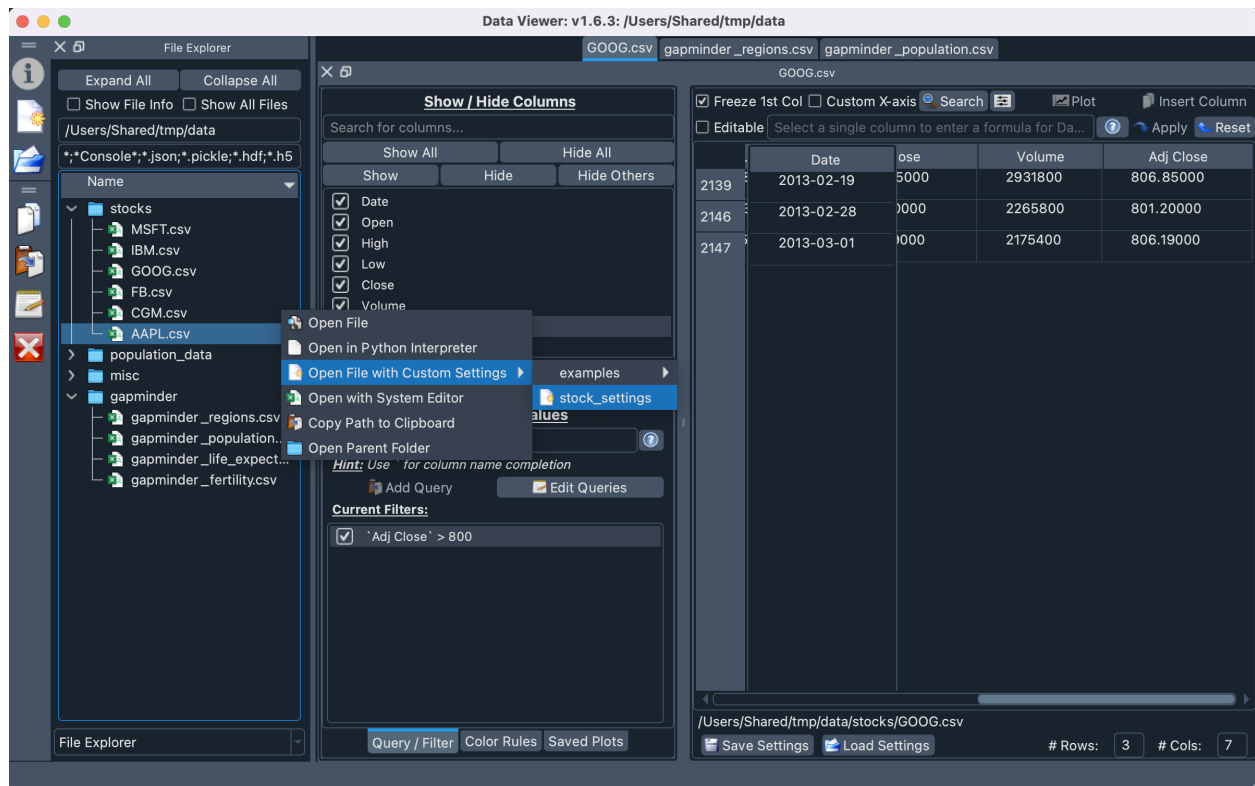 Data Viewer: v1.6.3: /Users/Shared/tmp/data
File Explorer
Expand All
Collapse All
Show File Info
Show All Files
/Users/Shared/tmp/data
*;*Console*;*.json;*.pickle;*.hdf;*.h5
Name
stocks
MSFT.csv
IBM.csv
GOOG.csv
FB.csv
CGM.csv
AAPL.csv
population_data
misc
gapminder
gapminder_regions.csv
gapminder_population...
gapminder_life_expect...
gapminder_fertility.csv
File Explorer
GOOG.csv
gapminder_regions.csv
gapminder_population.csv
GOOG.csv
Show / Hide Columns
Search for columns...
Show All
Hide All
Show
Hide
Hide Others
Date
Open
High
Low
Close
Volume
Open File
Open in Python Interpreter
Open File with Custom Settings
Open with System Editor
Copy Path to Clipboard
Open Parent Folder
examples
stock_settings
alues
Hint: Use ` for column name completion
Add Query
Edit Queries
Current Filters:
`Adj Close` > 800
Query / Filter
Color Rules
Saved Plots
Freeze 1st Col
Custom X-axis
Search
Plot
Insert Column
Editable
Select a single column to enter a formula for Da...
Apply
Reset
Date ose Volume Adj Close
2139 2013-02-19 5000 2931800 806.85000
2146 2013-02-28 0000 2265800 801.20000
2147 2013-03-01 0000 2175400 806.19000
/Users/Shared/tmp/data/stocks/GOOG.csv
Save Settings
Load Settings
# Rows: 3
# Cols: 7